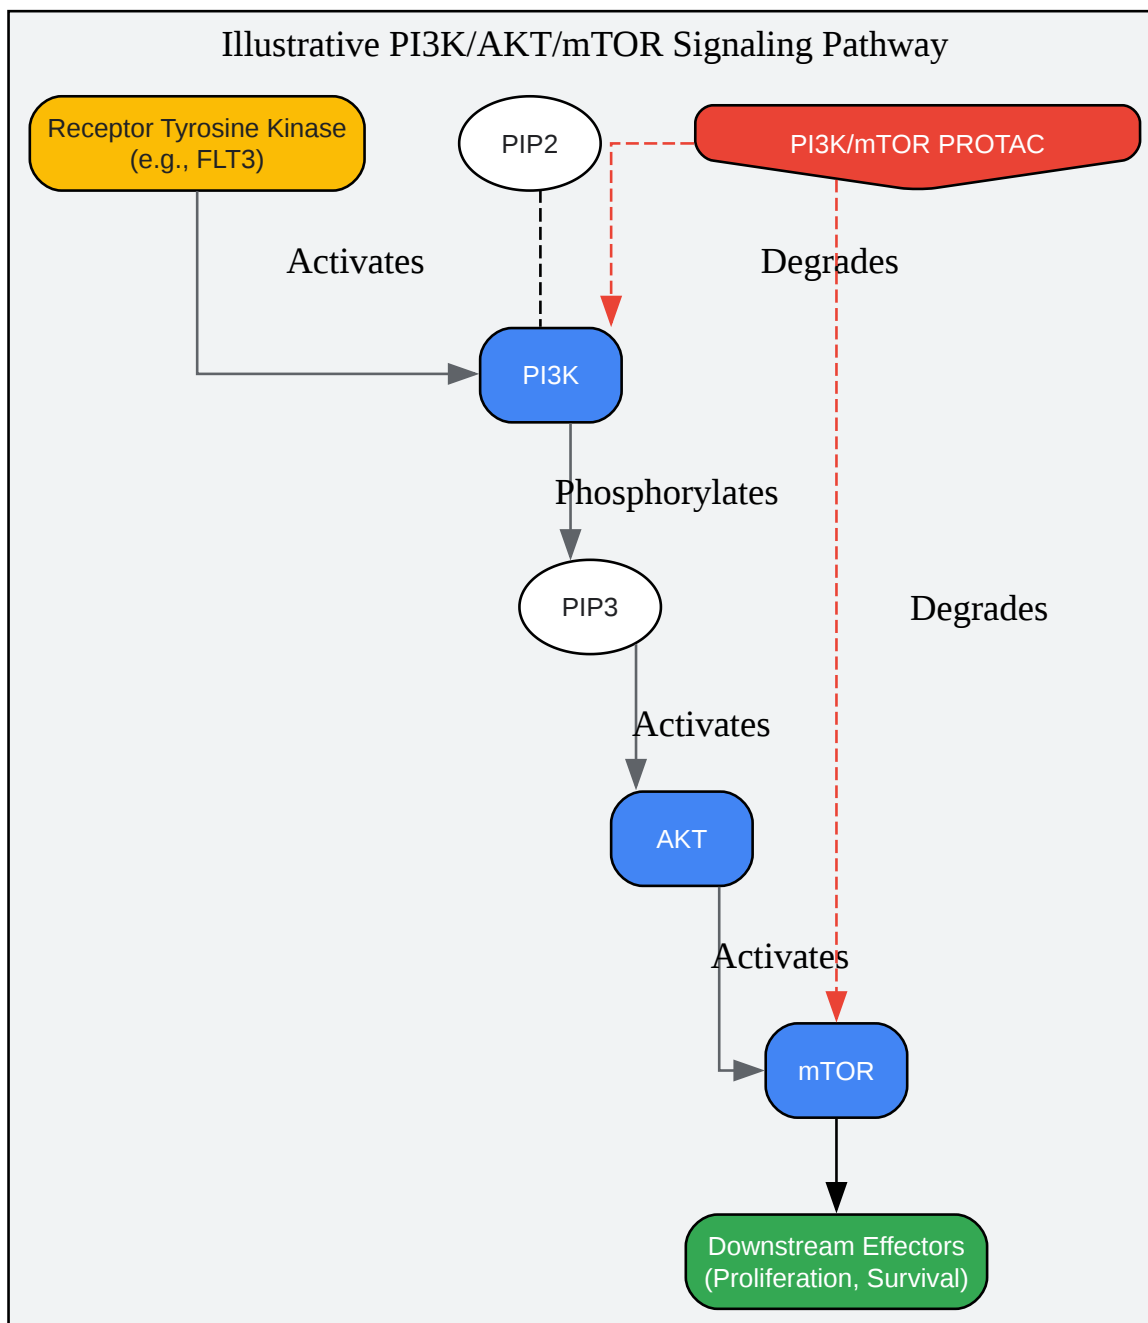 Illustrative PI3K/AKT/mTOR Signaling Pathway
Receptor Tyrosine Kinase
(e.g., FLT3)
PIP2
PI3K/mTOR PROTAC
Activates
Degrades
PI3K
Phosphorylates
PIP3
Degrades
Activates
AKT
Activates
mTOR
Downstream Effectors
(Proliferation, Survival)